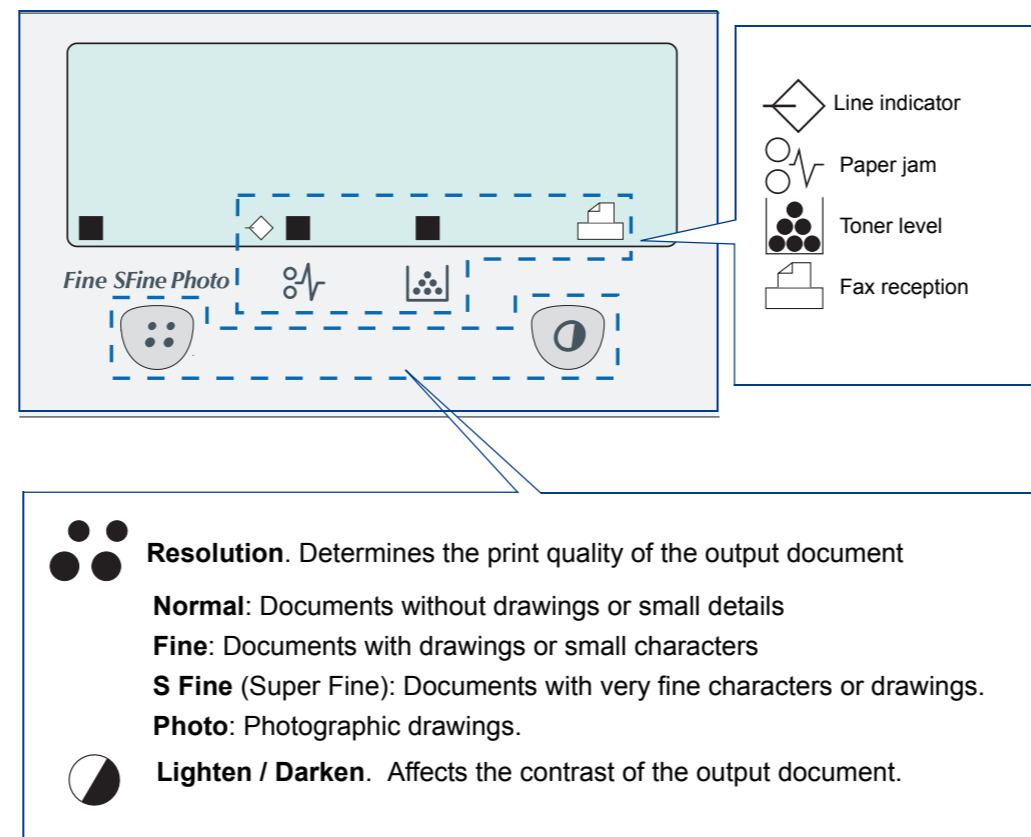 Line indicator
Paper jam
Toner level
Fax reception
Fine SFine Photo
Resolution. Determines the print quality of the output document
Normal: Documents without drawings or small details
Fine: Documents with drawings or small characters
S Fine (Super Fine): Documents with very fine characters or drawings.
Photo: Photographic drawings.
Lighten / Darken. Affects the contrast of the output document.